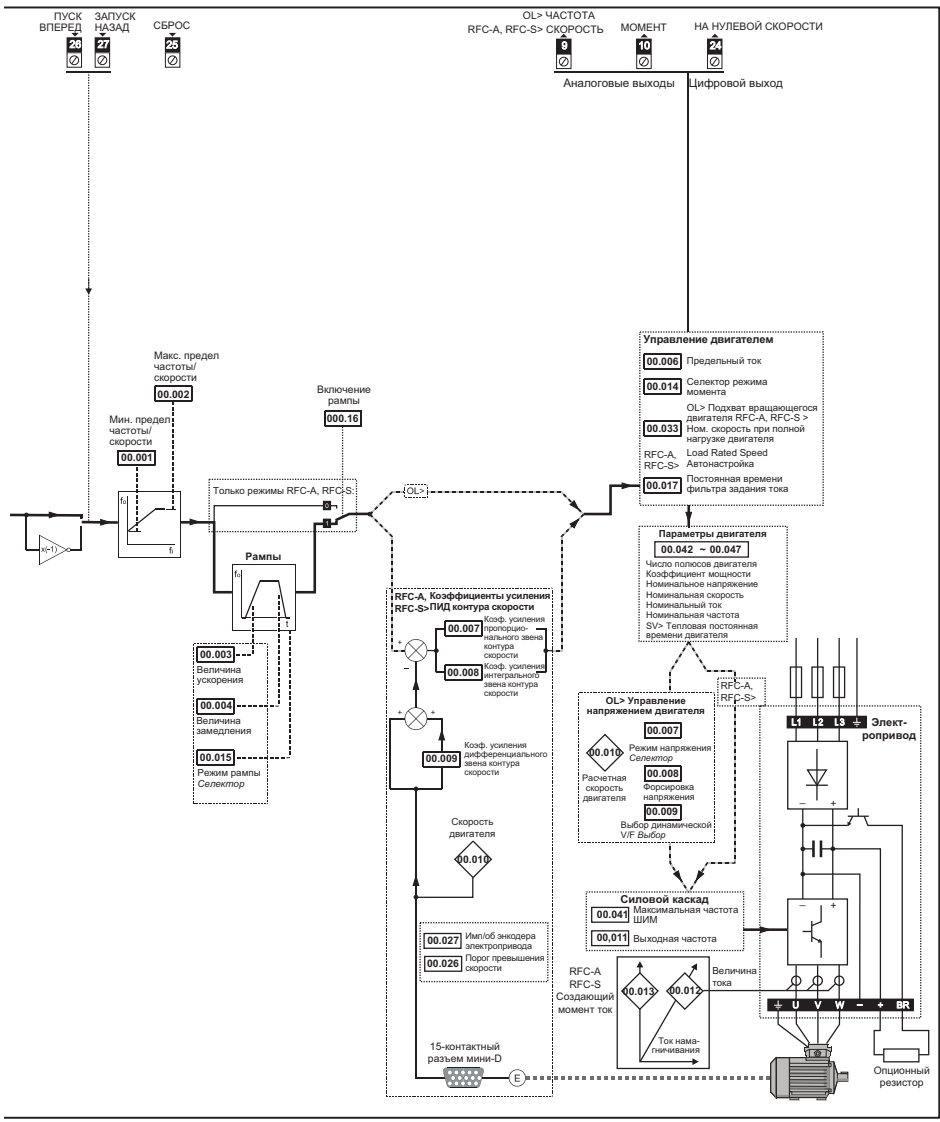 ПУСК
ВПЕРЕД
ЗАПУСК
НАЗАД
СБРОС
26
27
25
OL> ЧАСТОТА
RFC-A, RFC-S> СКОРОСТЬ
МОМЕНТ
НА НУЛЕВОЙ СКОРОСТИ
9
10
24
Аналоговые выходы
Цифровой выход
Макс. предел
частоты/
скорости
00.002
Мин. предел
частоты/
скорости
00.001
Включение
рампы
000.16
Только режимы RFC-A, RFC-S:
0
1
OL>
x(-1)
fo
fi
Рампы
fo
t
00.003
Величина
ускорения
00.004
Величина
замедления
00.015
Режим рампы
Селектор
Управление двигателем
00.006 Предельный ток
00.014 Селектор режима
момента
OL> Подхват вращающегося
двигателя RFC-A, RFC-S >
00.033 Ном. скорость при полной
нагрузке двигателя
RFC-A, Load Rated Speed
RFC-S> Автонастройка
00.017 Постоянная времени
фильтра задания тока
Параметры двигателя
00.042 ~ 00.047
Число полюсов двигателя
Коэффициент мощности
Номинальное напряжение
Номинальная скорость
Номинальный ток
Номинальная частота
SV> Тепловая постоянная
времени двигателя
RFC-A, Коэффициенты усиления
RFC-S> ПИД контура скорости
00.007
Коэф. усиления
пропорцио-
нального звена
контура
скорости
00.008
Коэф. усиления
интегрального
звена контура
скорости
+
–
+
+
00.009
Коэф. усиления
дифференциального
звена контура
скорости
Скорость
двигателя
00.010
00.027 Имп/об энкодера
электропривода
00.026 Порог превышения
скорости
15-контактный
разъем мини-D
E
RFC-A,
RFC-S>
OL> Управление
напряжением двигателя
00.007
00.010
Режим напряжения
Селектор
Расчетная
скорость
двигателя
00.008
Форсировка
напряжения
00.009
Выбор динамической
V/F Выбор
Силовой каскад
00.041 Максимальная частота
ШИМ
00,011 Выходная частота
RFC-A
RFC-S
Создающий
момент ток
00.013
00.012
Величина
тока
Ток нама-
гничивания
L1 L2 L3
Элект-
ропривод
– +
– +
U V W – + BR
Опционный
резистор